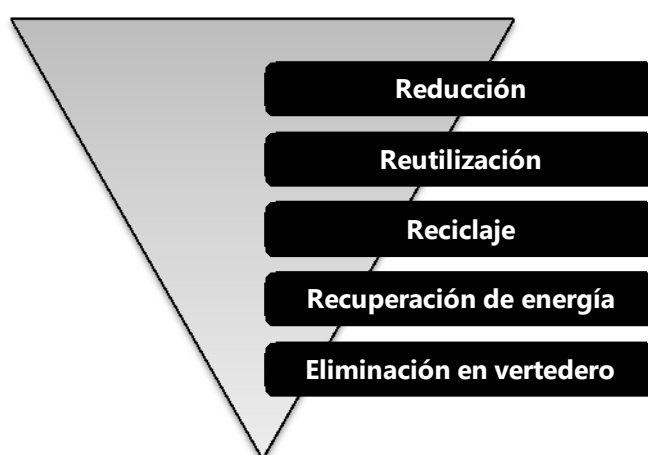 Reducción
Reutilización
Reciclaje
Recuperación de energía
Eliminación en vertedero